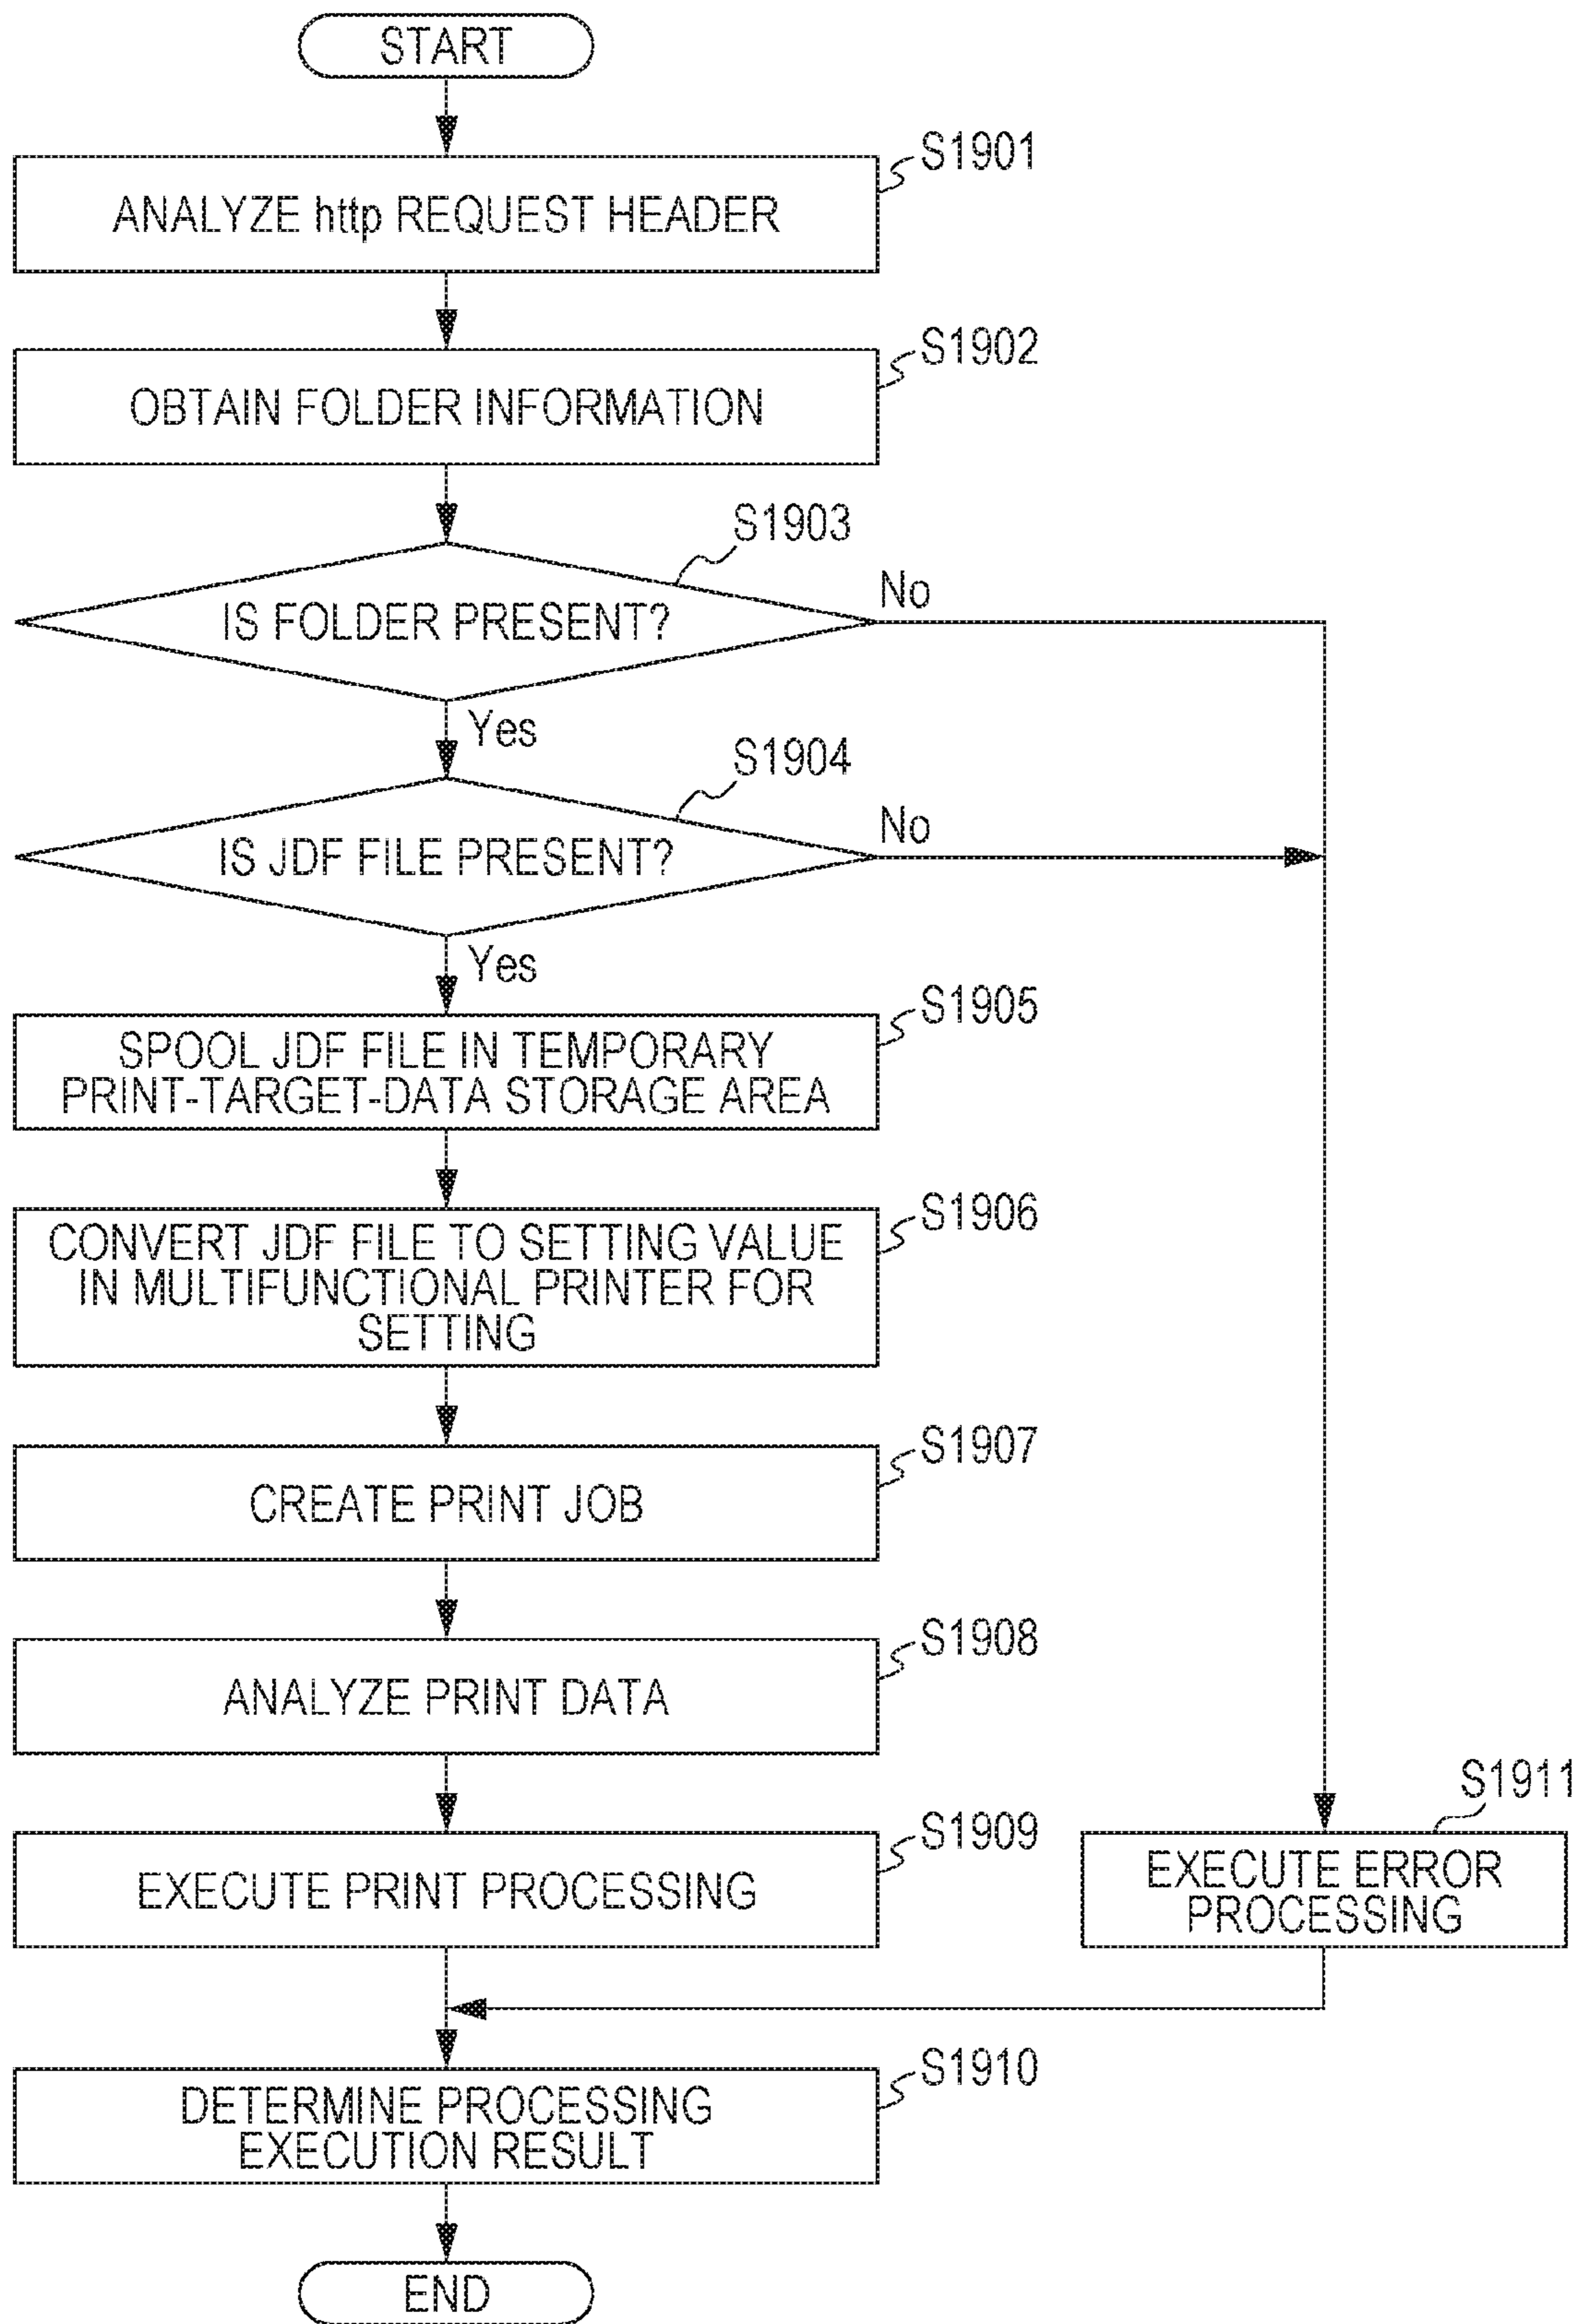 START
S1901
ANALYZE http REQUEST HEADER
S1902
OBTAIN FOLDER INFORMATION
S1903
IS FOLDER PRESENT?
No
Yes
S1904
IS JDF FILE PRESENT?
No
Yes
S1905
SPOOL JDF FILE IN TEMPORARY
PRINT-TARGET-DATA STORAGE AREA
S1906
CONVERT JDF FILE TO SETTING VALUE
IN MULTIFUNCTIONAL PRINTER FOR
SETTING
S1907
CREATE PRINT JOB
S1908
ANALYZE PRINT DATA
S1909
EXECUTE PRINT PROCESSING
S1911
EXECUTE ERROR
PROCESSING
S1910
DETERMINE PROCESSING
EXECUTION RESULT
END